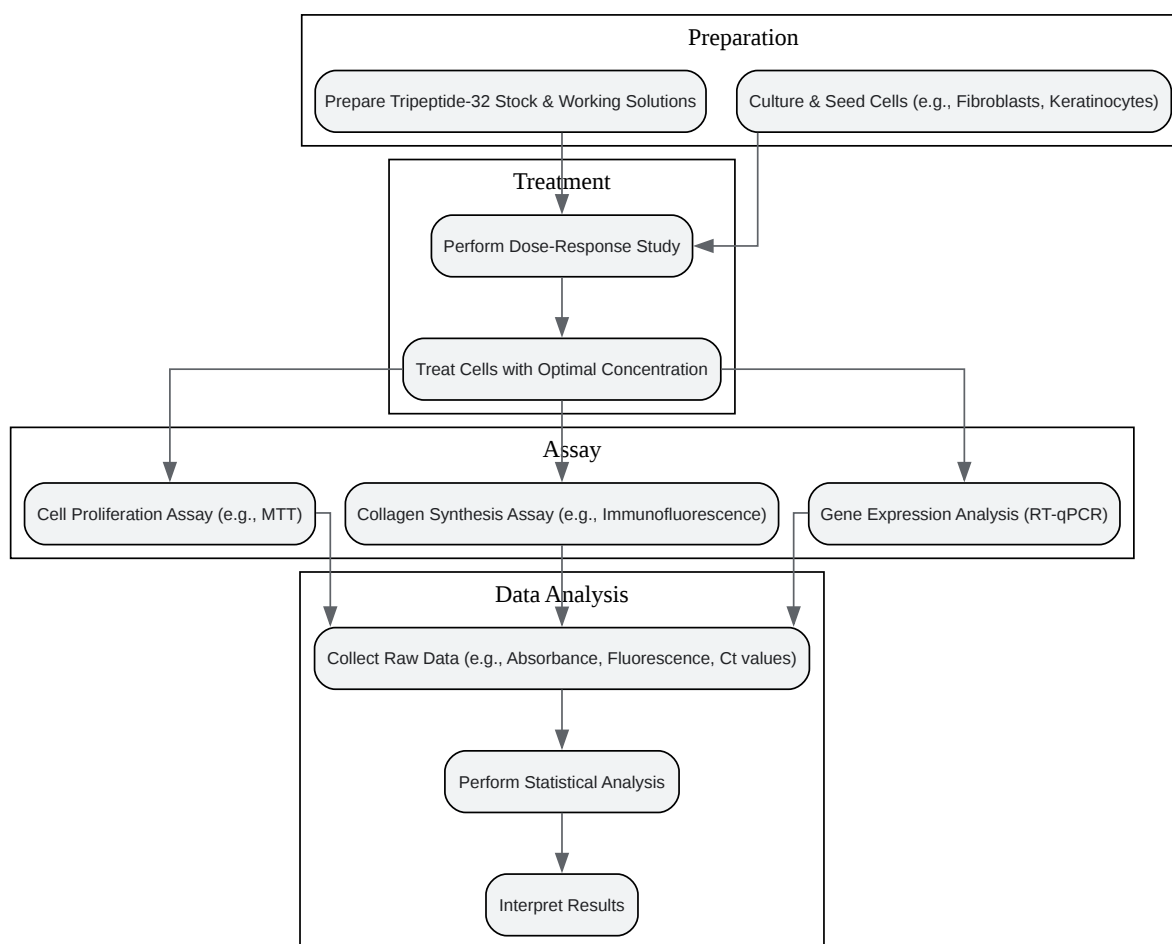 Preparation
Prepare Tripeptide-32 Stock & Working Solutions
Culture & Seed Cells (e.g., Fibroblasts, Keratinocytes)
Treatment
Perform Dose-Response Study
Treat Cells with Optimal Concentration
Assay
Cell Proliferation Assay (e.g., MTT)
Collagen Synthesis Assay (e.g., Immunofluorescence)
Gene Expression Analysis (RT-qPCR)
Data Analysis
Collect Raw Data (e.g., Absorbance, Fluorescence, Ct values)
Perform Statistical Analysis
Interpret Results